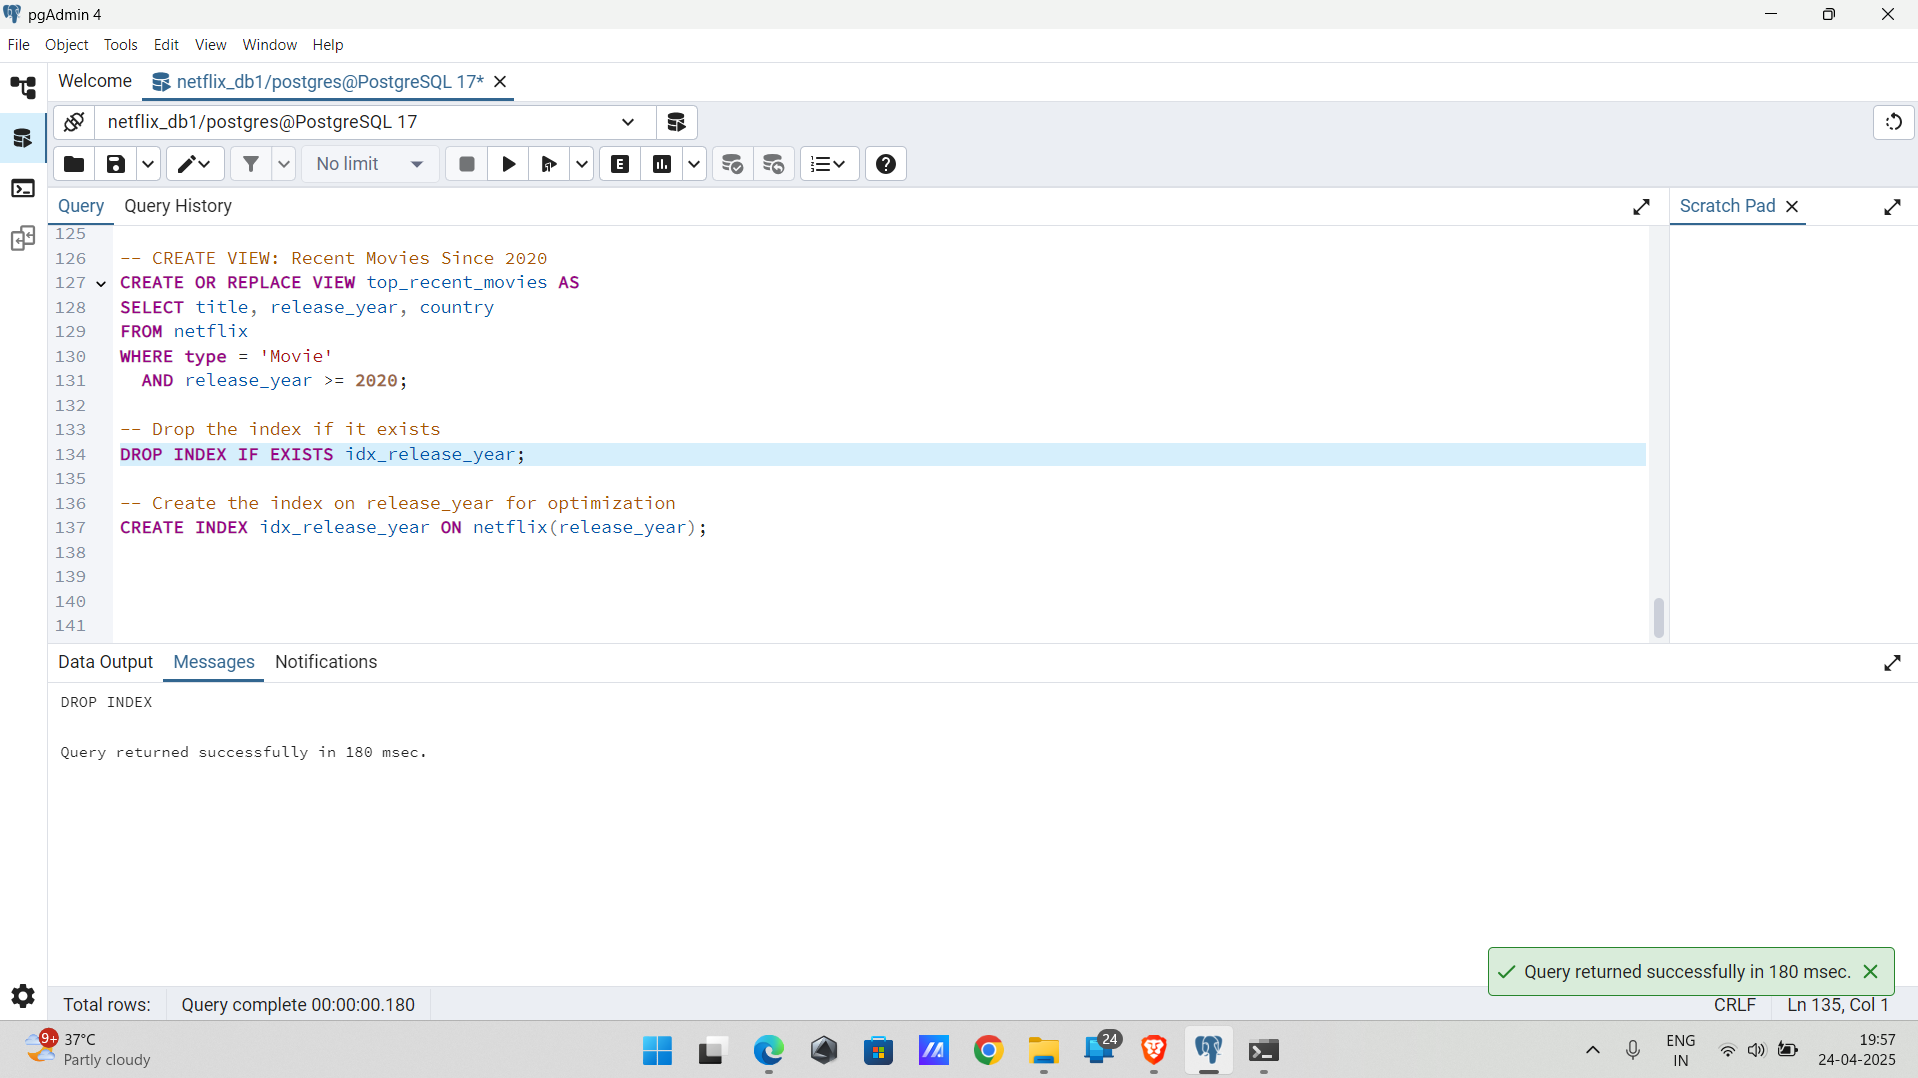 pgAdmin 4
File Object Tools Edit View Window Help
Welcome netflix_db1/postgres@PostgreSQL 17*
netflix_db1/postgres@PostgreSQL 17
No limit E
Query Query History Scratch Pad
125
126 -- CREATE VIEW: Recent Movies Since 2020
127 CREATE OR REPLACE VIEW top_recent_movies AS
128 SELECT title, release_year, country
129 FROM netflix
130 WHERE type = 'Movie'
131 AND release_year >= 2020;
132
133 -- Drop the index if it exists
134 DROP INDEX IF EXISTS idx_release_year;
135
136 -- Create the index on release_year for optimization
137 CREATE INDEX idx_release_year ON netflix(release_year);
138
139
140
141
Data Output Messages Notifications
DROP INDEX
Query returned successfully in 180 msec.
Query returned successfully in 180 msec.
Total rows: Query complete 00:00:00.180 CRLF Ln 135, Col 1
9+ 37°C
Partly cloudy
24
ENG
IN
19:57
24-04-2025